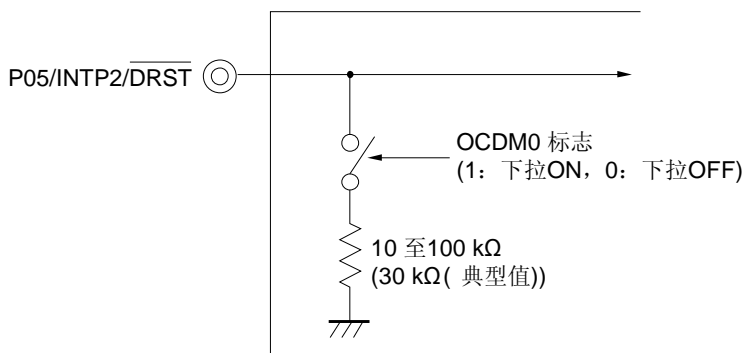 P05/INTP2/DRST
OCDM0 标志
(1：下拉ON，0：下拉OFF)
10 至100 kΩ
(30 kΩ( 典型值))